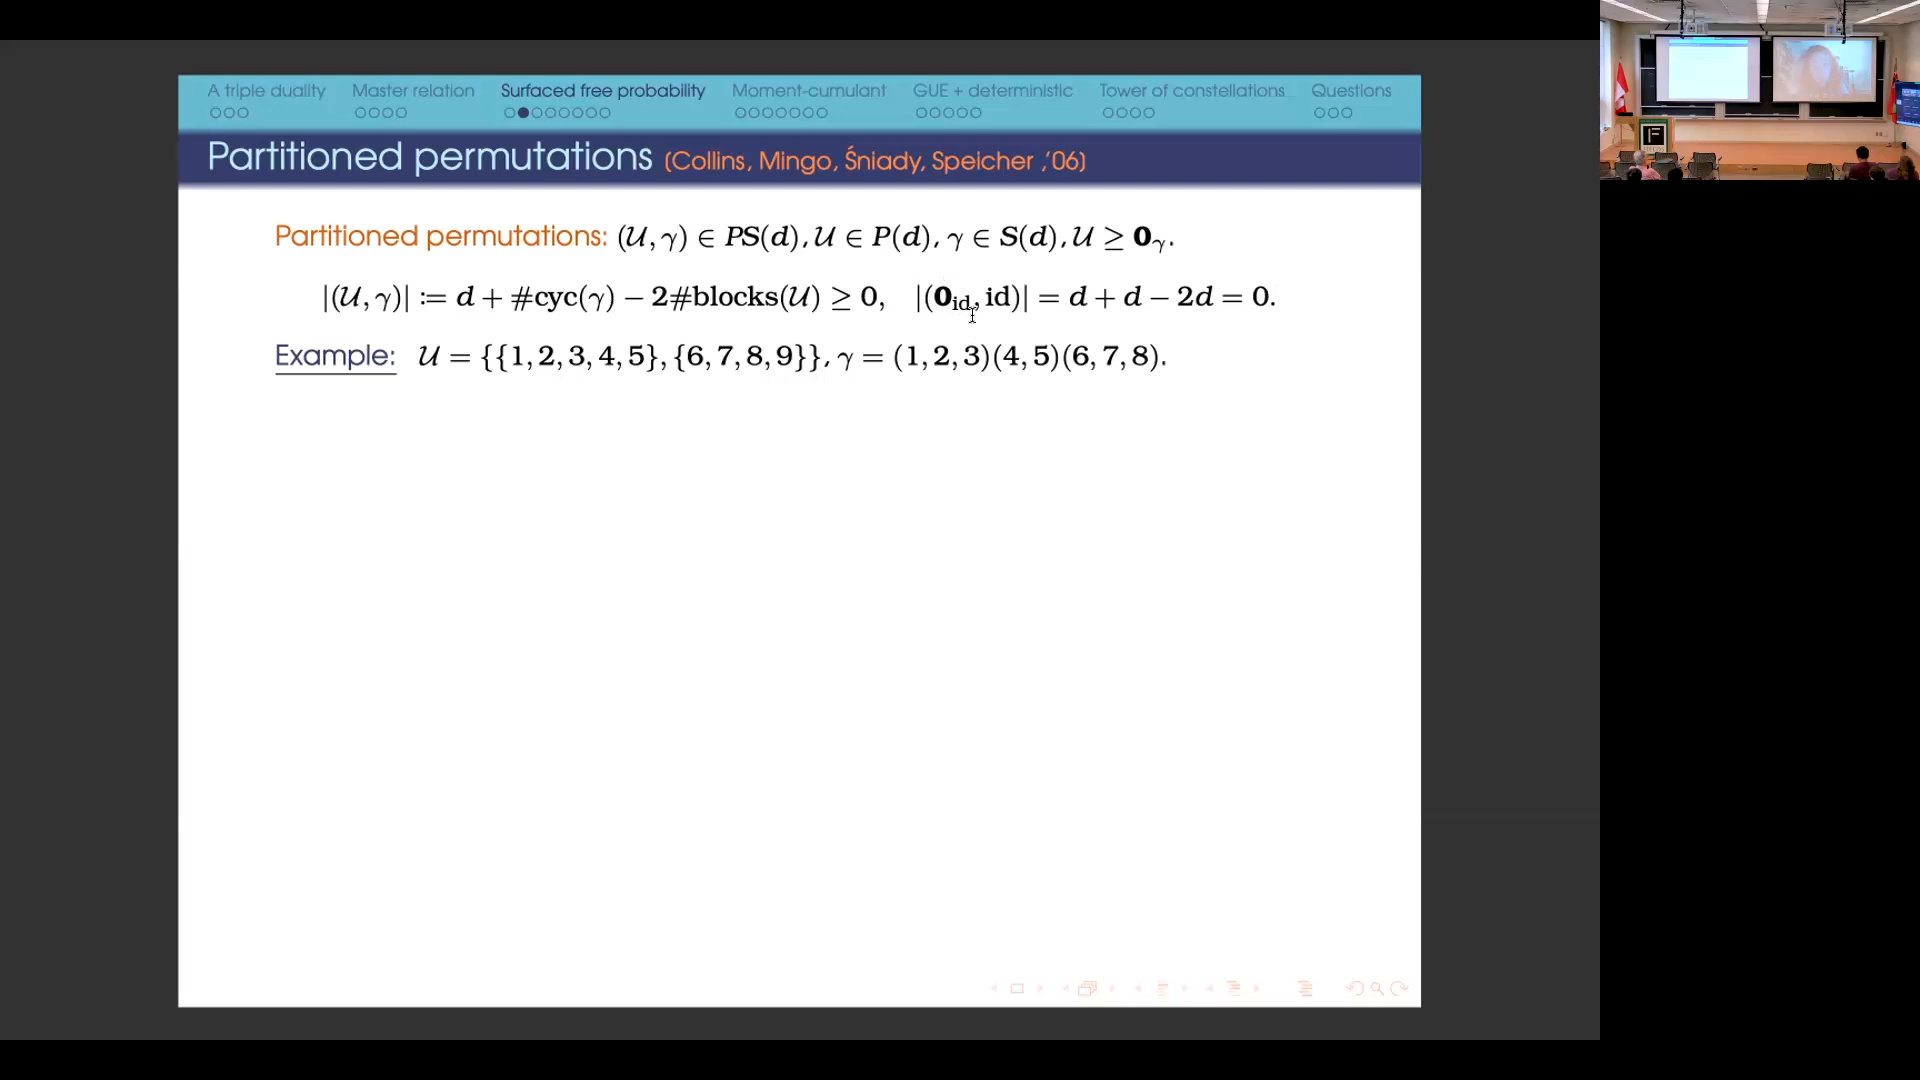 A triple duality Master relation Surfaced free probability Moment-cumulant GUE + deterministic Tower of constellations Questions
Partitioned permutations (Collins, Mingo, Śniady, Speicher ,'06)
Partitioned permutations: (𝒰, γ) ∈ PS(d), 𝒰 ∈ P(d), γ ∈ S(d), 𝒰 ≥ 𝟎_γ.
|(𝒰, γ)| := d + #cyc(γ) − 2#blocks(𝒰) ≥ 0, |(𝟎_id, id)| = d + d − 2d = 0.
Example: 𝒰 = {{1, 2, 3, 4, 5}, {6, 7, 8, 9}}, γ = (1, 2, 3)(4, 5)(6, 7, 8).